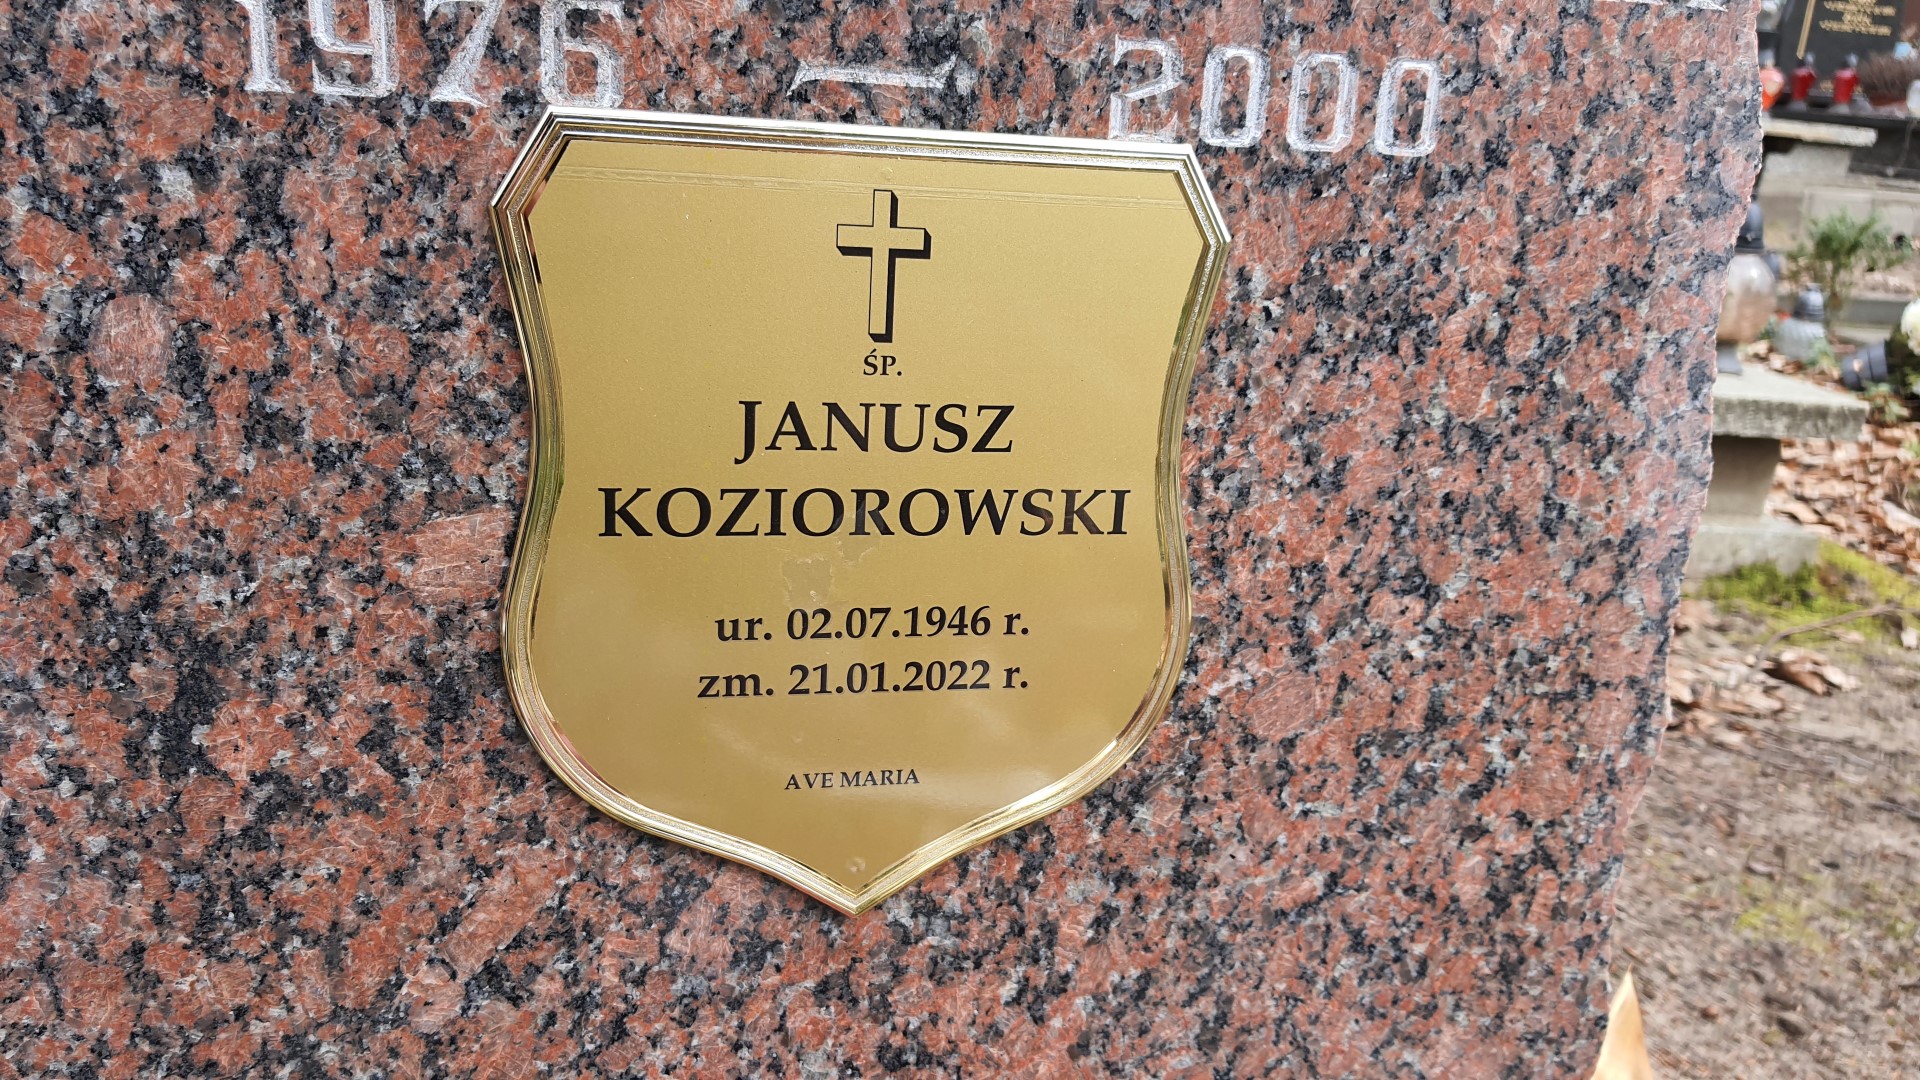 1976 — 2000
ŚP.
JANUSZ
KOZIOROWSKI
ur. 02.07.1946 r.
zm. 21.01.2022 r.
AVE MARIA